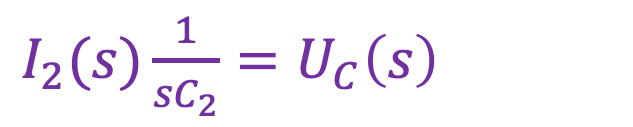 I₂(s) 1/sC₂ = U_C(s)